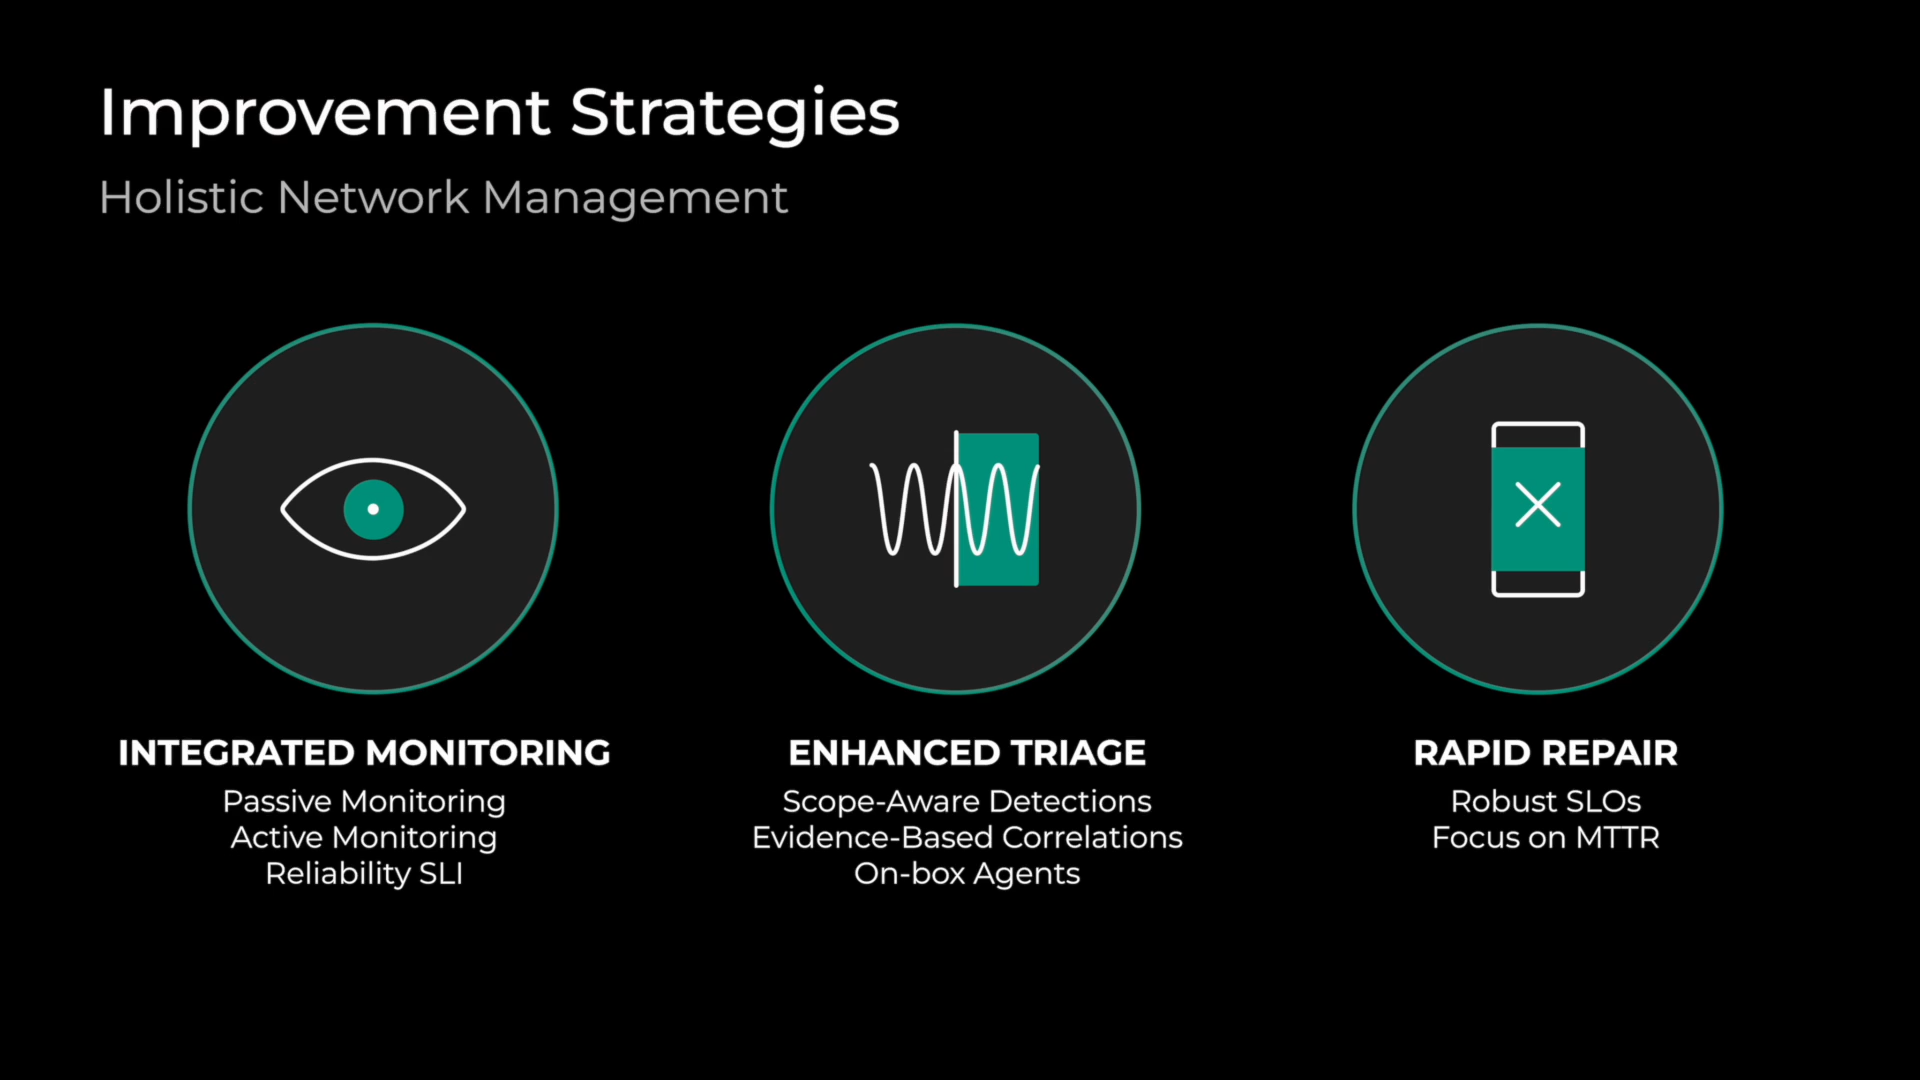 Improvement Strategies
Holistic Network Management
INTEGRATED MONITORING
Passive Monitoring
Active Monitoring
Reliability SLI
ENHANCED TRIAGE
Scope-Aware Detections
Evidence-Based Correlations
On-box Agents
RAPID REPAIR
Robust SLOs
Focus on MTTR